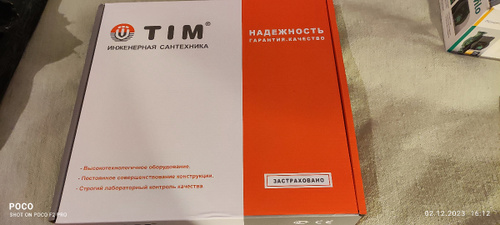 TIM®
ИНЖЕНЕРНАЯ САНТЕХНИКА
НАДЕЖНОСТЬ
ГАРАНТИЯ.КАЧЕСТВО
- Высокотехнологичное оборудование.
- Постоянное совершенствование конструкции.
- Строгий лабораторный контроль качества.
ЗАСТРАХОВАНО
POCO
SHOT ON POCO F2 PRO
02.12.2023 16:12